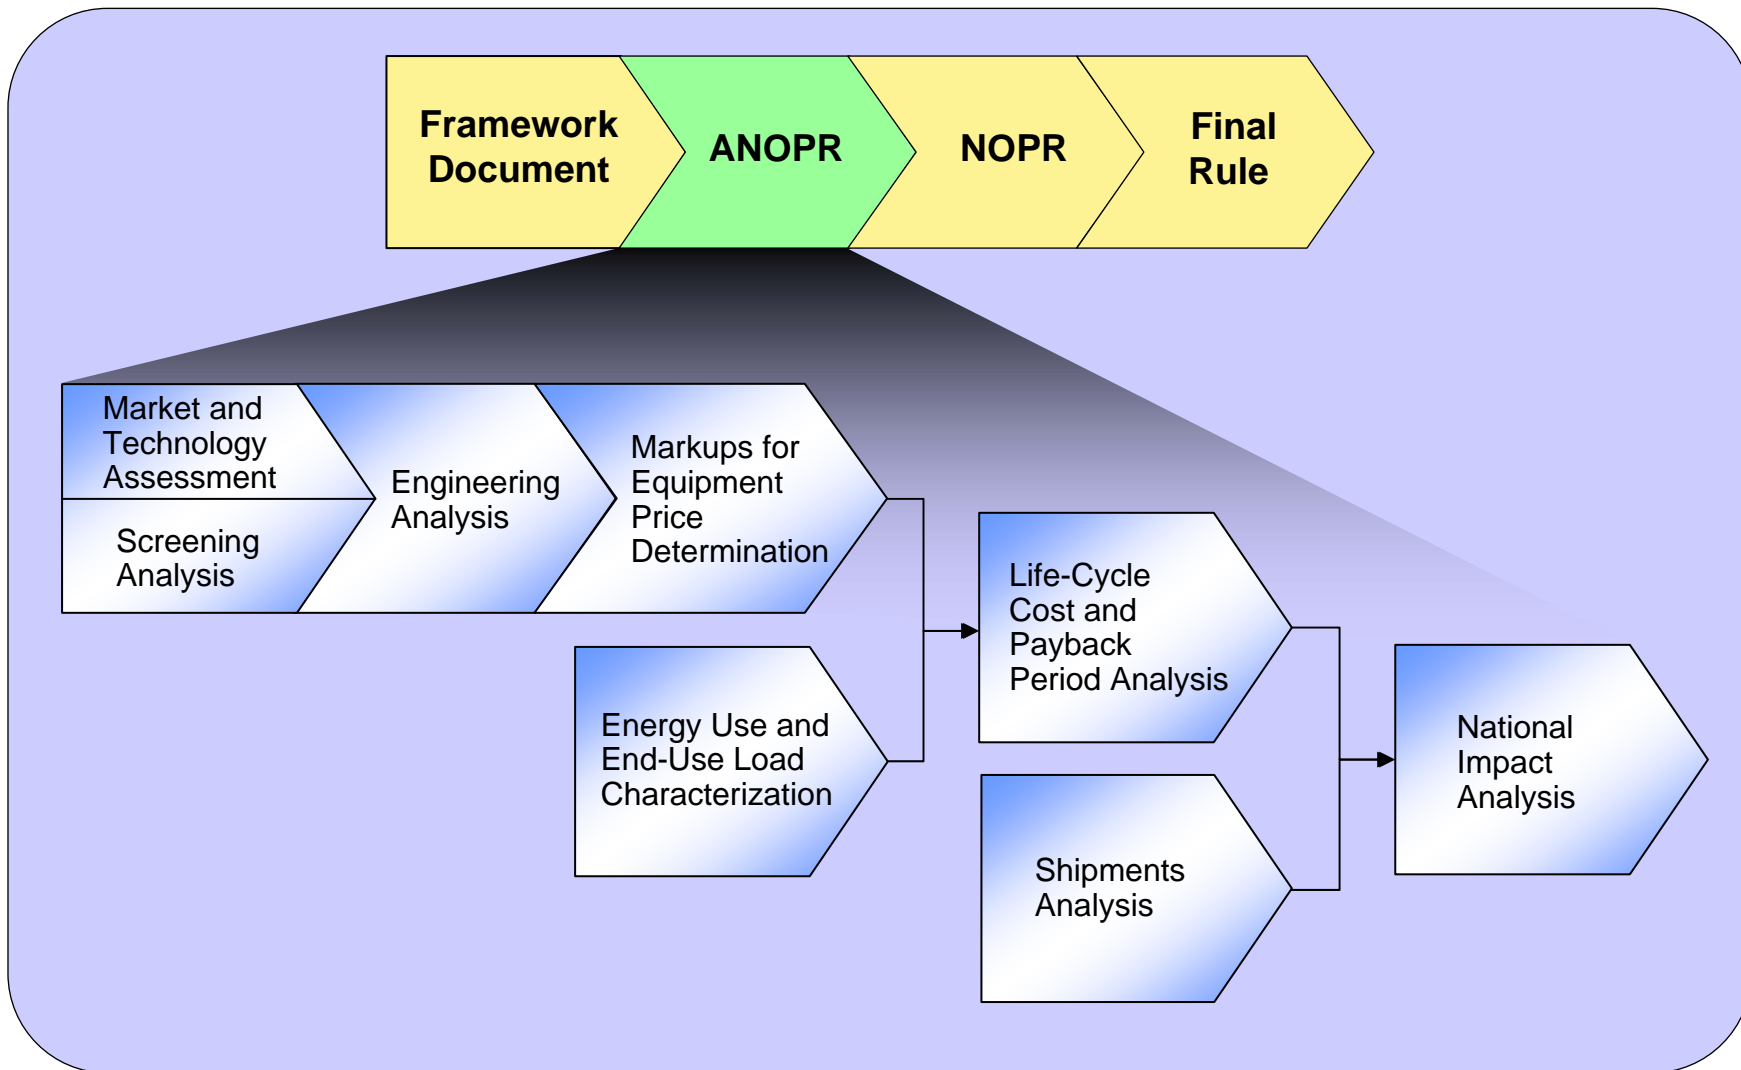 Framework
Document
ANOPR
NOPR
Final
Rule
Market and
Technology
Assessment
Screening
Analysis
Engineering
Analysis
Markups for
Equipment
Price
Determination
Energy Use and
End-Use Load
Characterization
Life-Cycle
Cost and
Payback
Period Analysis
Shipments
Analysis
National
Impact
Analysis